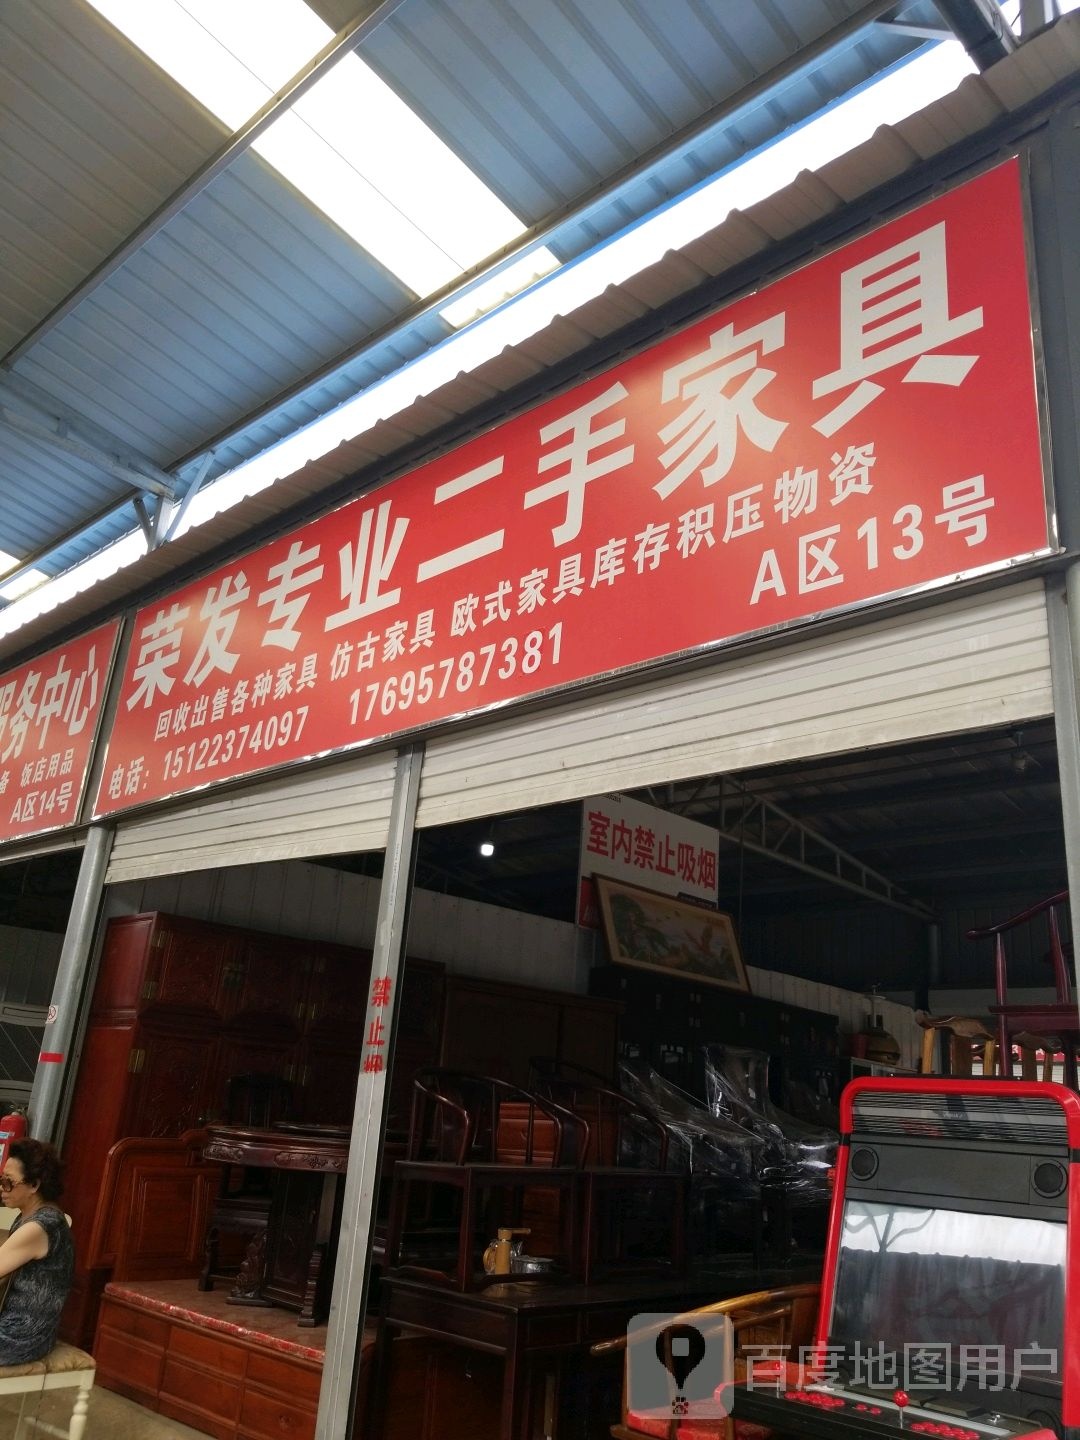 荣发专业二手家具
回收出售各种家具 仿古家具 欧式家具库存积压物资
电话：15122374097 17695787381
A区13号
服务中心
备 饭店用品
A区14号
室内禁止吸烟
禁止烟
百度地图用户